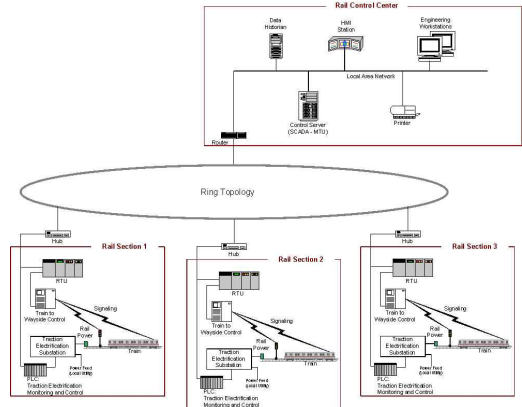 Rail Control Center
Data
Historian
HMI
Station
Engineering
Workstations
Local Area Network
Control Server
(SCADA - MTU)
Printer
Router
Ring Topology
Hub
Rail Section 1
RTU
Train to
Wayside Control
Signaling
Rail
Power
Traction
Electrification
Substation
Train
Power Feed
(Local Utility)
PLC:
Traction Electrification
Monitoring and Control
Hub
Rail Section 2
RTU
Train to
Wayside Control
Signaling
Rail
Power
Traction
Electrification
Substation
Train
Power Feed
(Local Utility)
PLC:
Traction Electrification
Monitoring and Control
Hub
Rail Section 3
RTU
Train to
Wayside Control
Signaling
Rail
Power
Traction
Electrification
Substation
Train
Power Feed
(Local Utility)
PLC:
Traction Electrification
Monitoring and Control